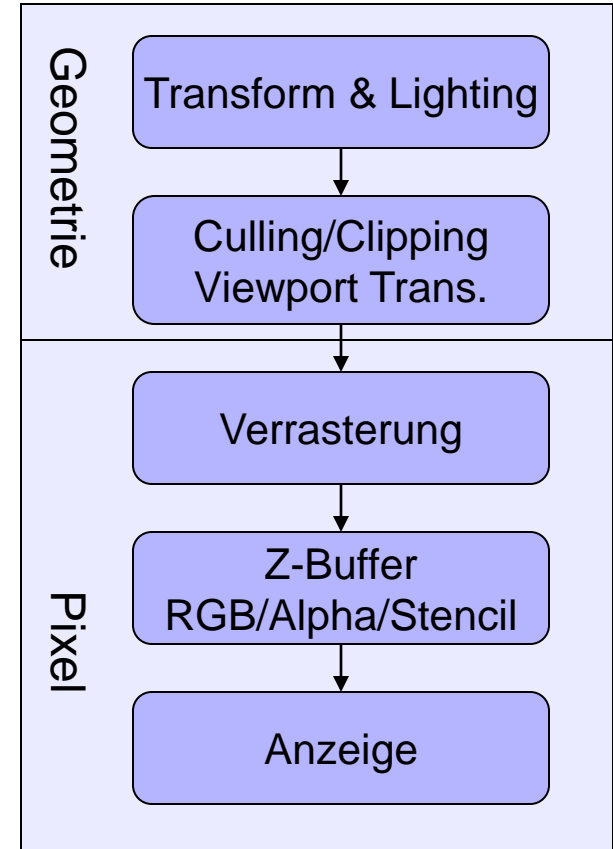 Geometrie
Transform & Lighting
Culling/Clipping
Viewport Trans.
Pixel
Verrasterung
Z-Buffer
RGB/Alpha/Stencil
Anzeige